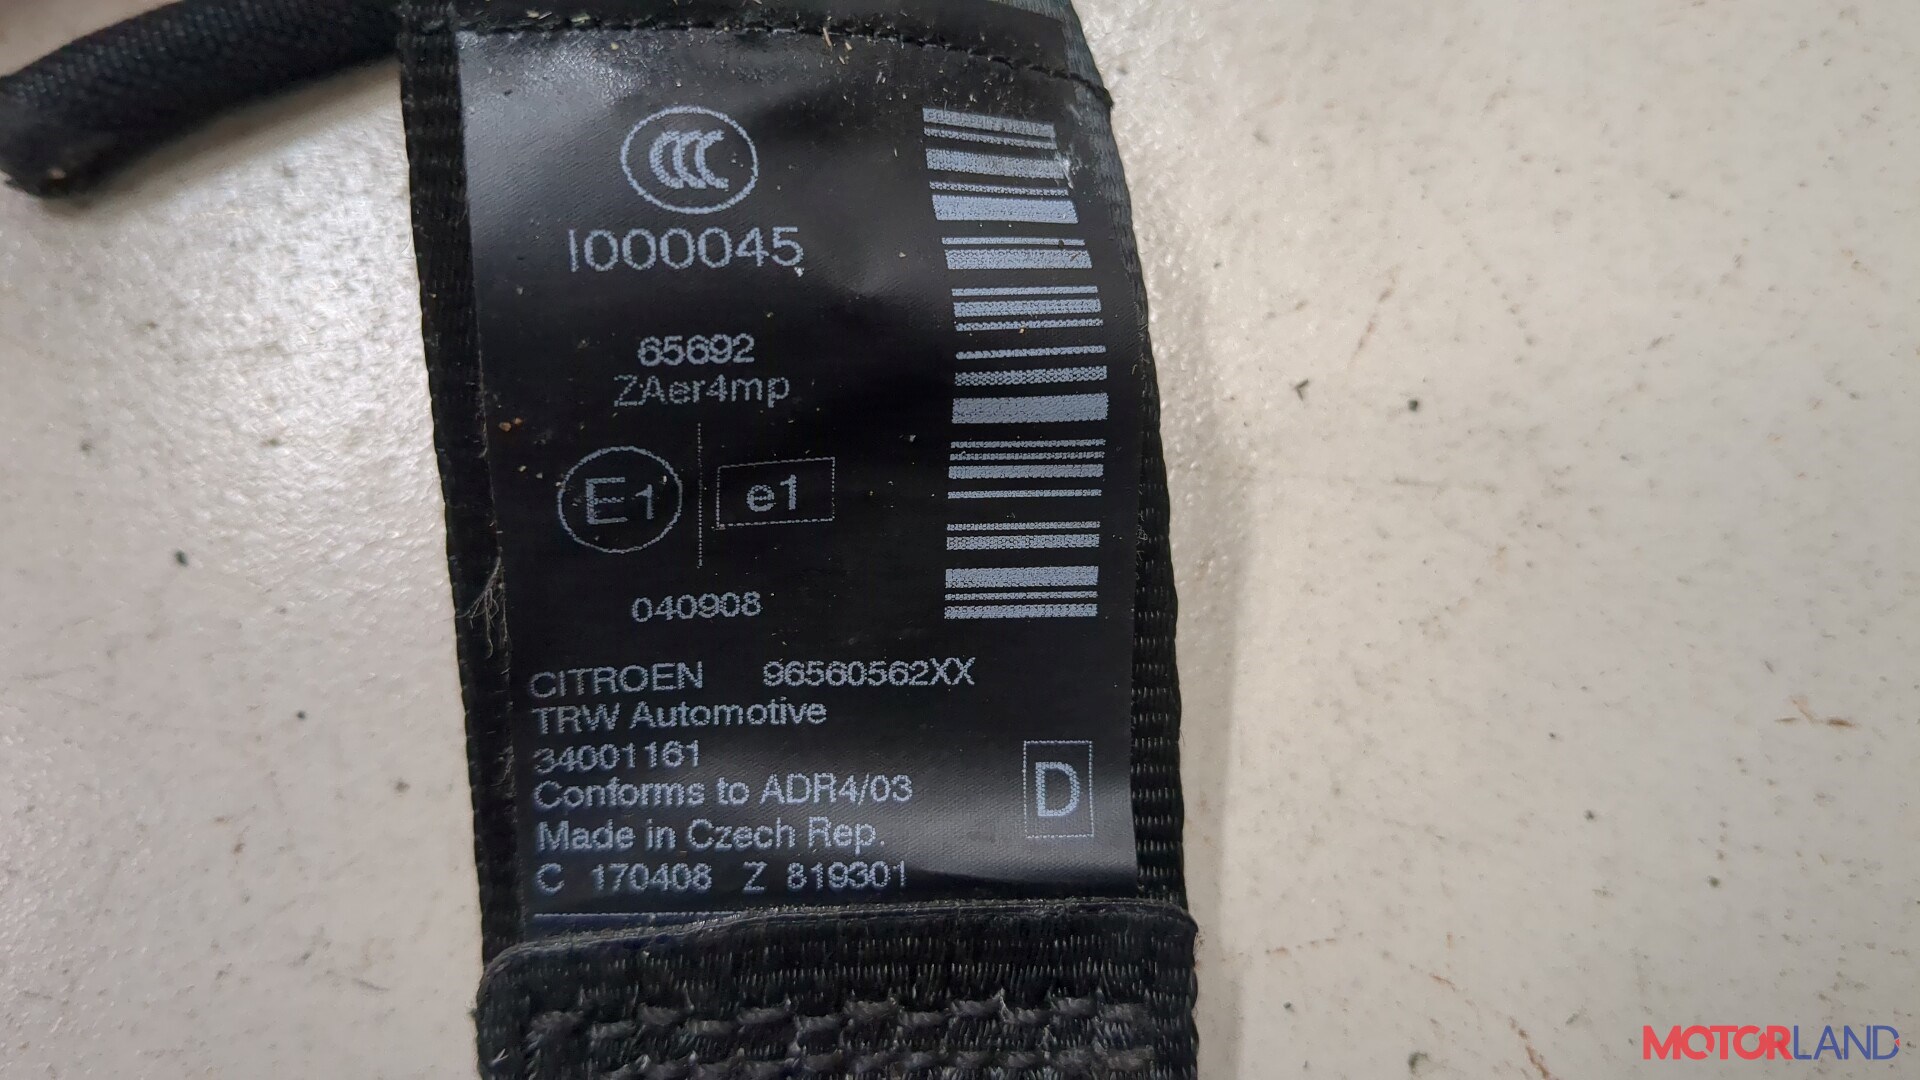 CCC
I000045
65692
ZAer4mp
E1 e1
040908
CITROEN 96560562XX
TRW Automotive
34001161
Conforms to ADR4/03
Made in Czech Rep.
D
C 170408 Z 819301
MOTORLAND